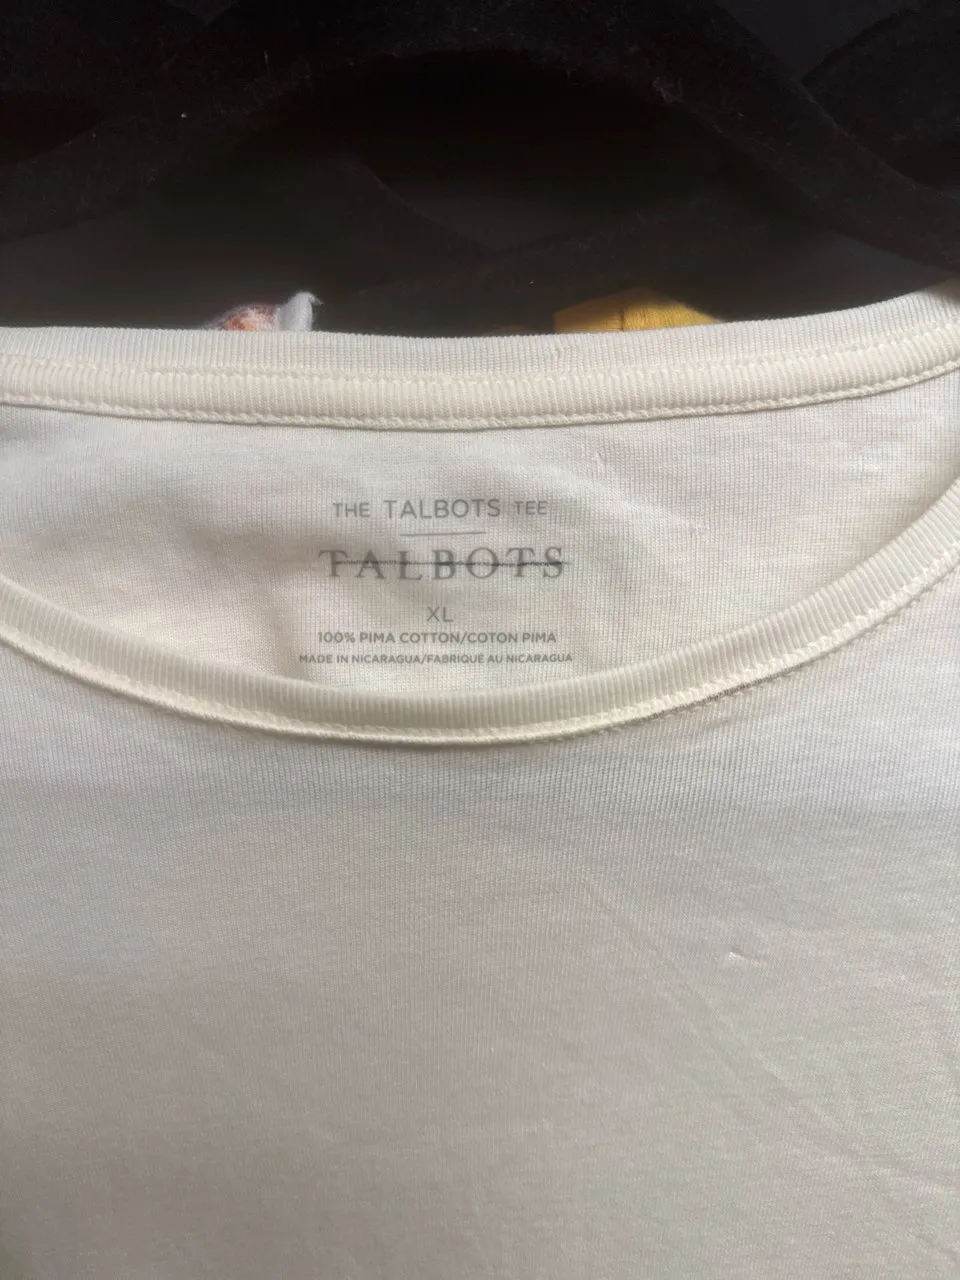 THE TALBOTS TEE
TALBOTS
XL
100% PIMA COTTON/COTON PIMA
MADE IN NICARAGUA/FABRIQUÉ AU NICARAGUA